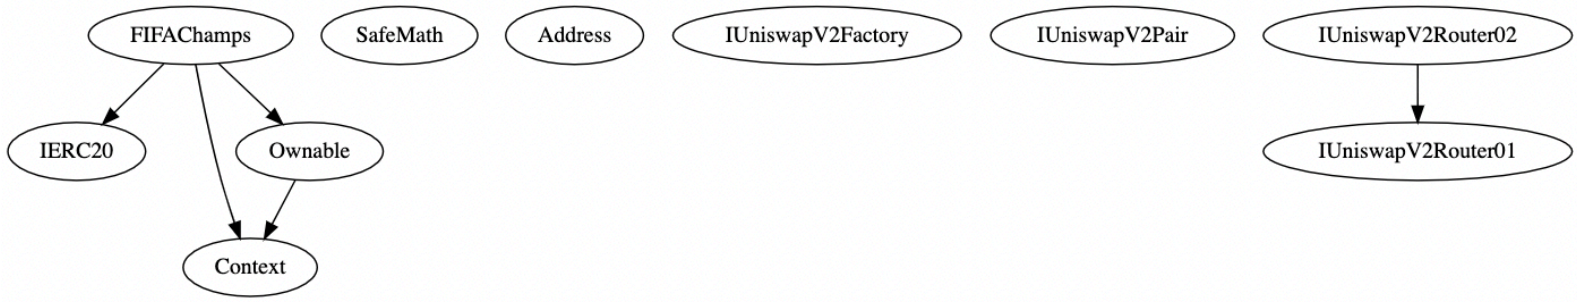 FIFAChamps
SafeMath
Address
IUniswapV2Factory
IUniswapV2Pair
IUniswapV2Router02
IERC20
Ownable
IUniswapV2Router01
Context